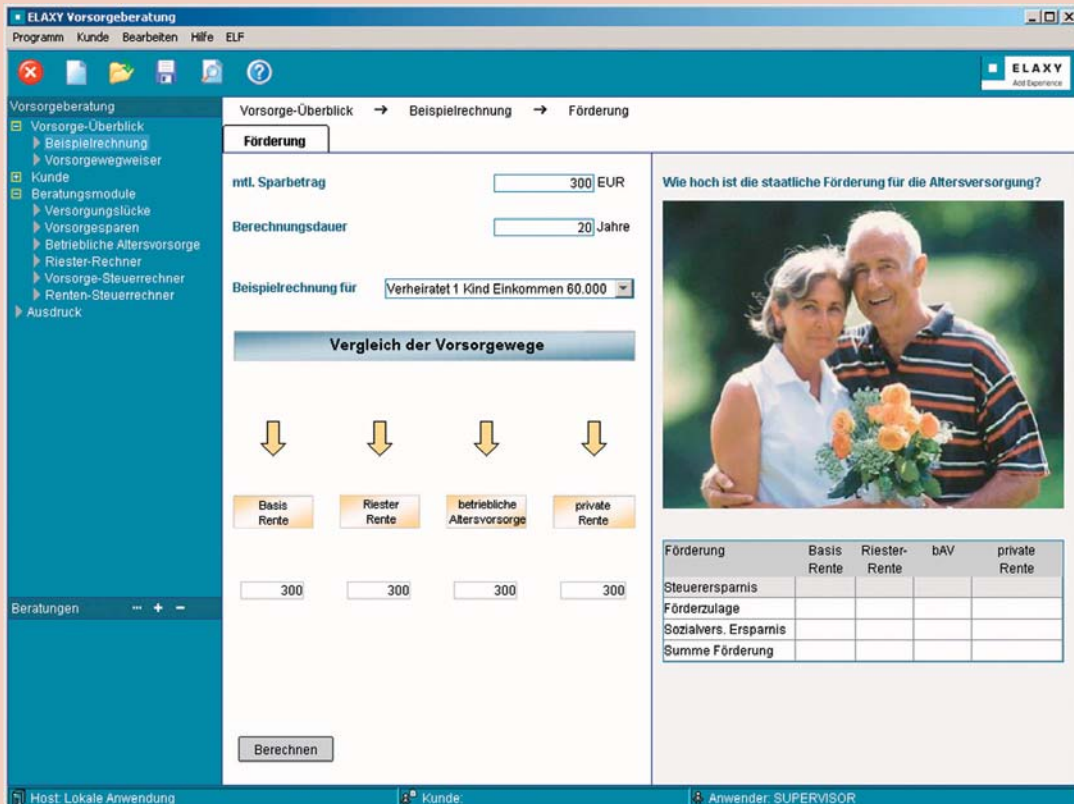 ELAXY Vorsorgeberatung
Programm Kunde Bearbeiten Hilfe ELF
ELAXY
Add Experience
Vorsorgeberatung
Vorsorge-Überblick
Beispielrechnung
Vorsorgewegweiser
Kunde
Beratungsmodule
Versorgungslücke
Vorsorgesparen
Betriebliche Altersvorsorge
Riester-Rechner
Vorsorge-Steuerrechner
Renten-Steuerrechner
Ausdruck
Beratungen ... + −
Vorsorge-Überblick → Beispielrechnung → Förderung
Förderung
mtl. Sparbetrag 300 EUR
Berechnungsdauer 20 Jahre
Beispielrechnung für Verheiratet 1 Kind Einkommen 60.000
Vergleich der Vorsorgewege
Basis Riester betriebliche private
Rente Rente Altersvorsorge Rente
300 300 300 300
Berechnen
Wie hoch ist die staatliche Förderung für die Altersversorgung?
Förderung Basis Riester- bAV private
Rente Rente Rente
Steuerersparnis
Förderzulage
Sozialvers. Ersparnis
Summe Förderung
Host: Lokale Anwendung Kunde: Anwender: SUPERVISOR